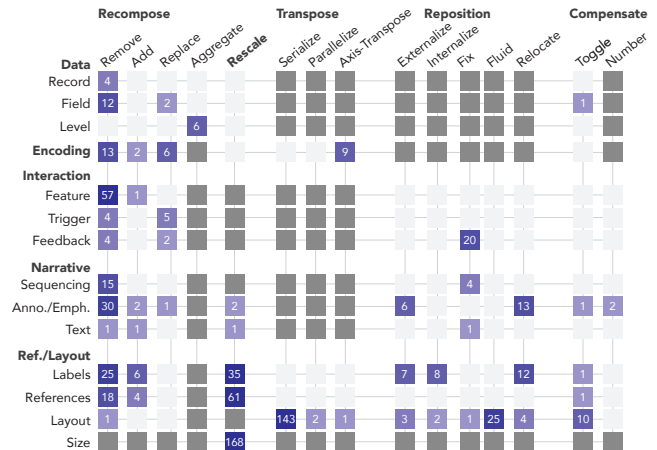 Recompose Transpose Reposition Compensate
Remove Add Replace Aggregate Rescale Serialize Parallelize Axis-Transpose Externalize Internalize Fix Fluid Relocate Toggle Number
Data
Record 4
Field 12 2 1
Level 6
Encoding 13 2 6 9
Interaction
Feature 57 1
Trigger 4 5
Feedback 4 2 20
Narrative
Sequencing 15 4
Anno./Emph. 30 2 1 2 6 13 1 2
Text 1 1 1 1
Ref./Layout
Labels 25 6 35 7 8 12 1
References 18 4 61 1
Layout 1 143 2 1 3 2 1 25 4 10
Size 168